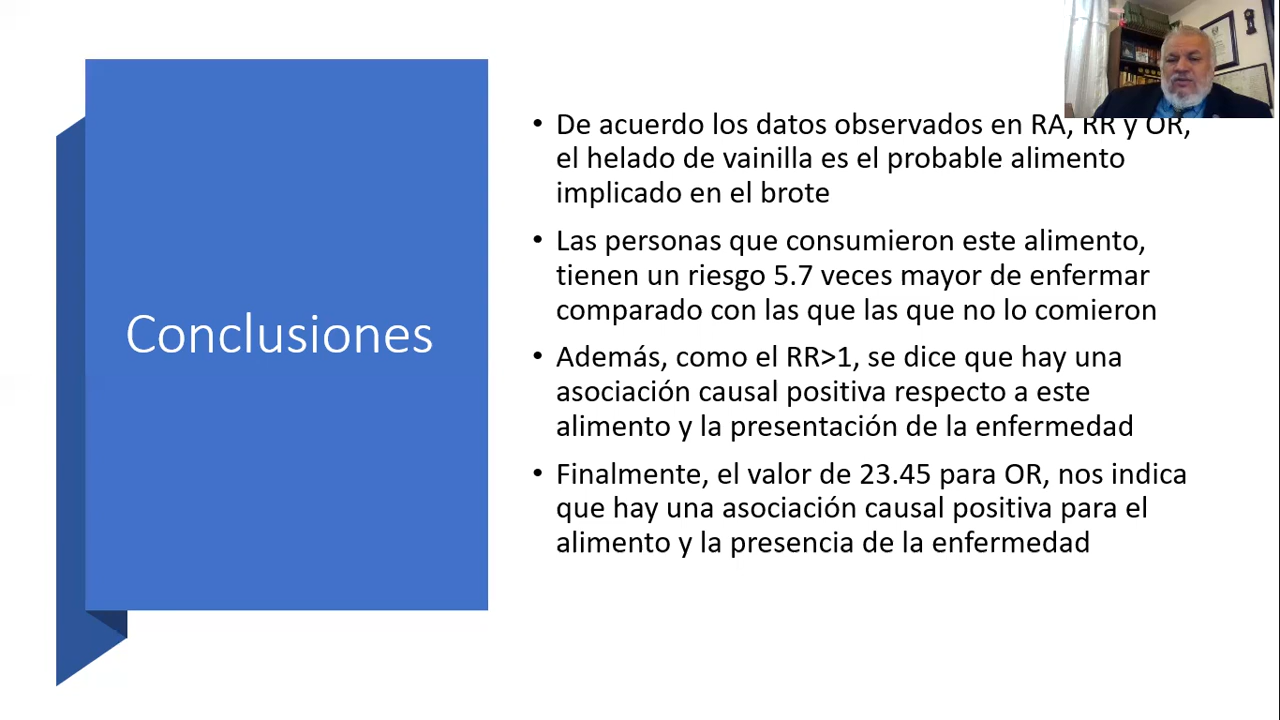 Conclusiones
• De acuerdo los datos observados en RA, RR y OR,
el helado de vainilla es el probable alimento
implicado en el brote
• Las personas que consumieron este alimento,
tienen un riesgo 5.7 veces mayor de enfermar
comparado con las que las que no lo comieron
• Además, como el RR>1, se dice que hay una
asociación causal positiva respecto a este
alimento y la presentación de la enfermedad
• Finalmente, el valor de 23.45 para OR, nos indica
que hay una asociación causal positiva para el
alimento y la presencia de la enfermedad